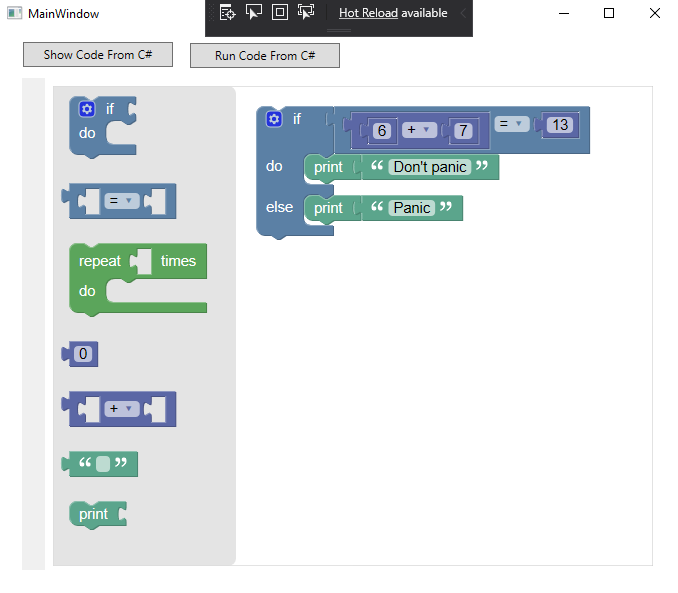 MainWindow
Hot Reload available
Show Code From C#
Run Code From C#
if
do
=
repeat times
do
0
+
“ ”
print
if 6 + 7 = 13
do print “ Don't panic ”
else print “ Panic ”